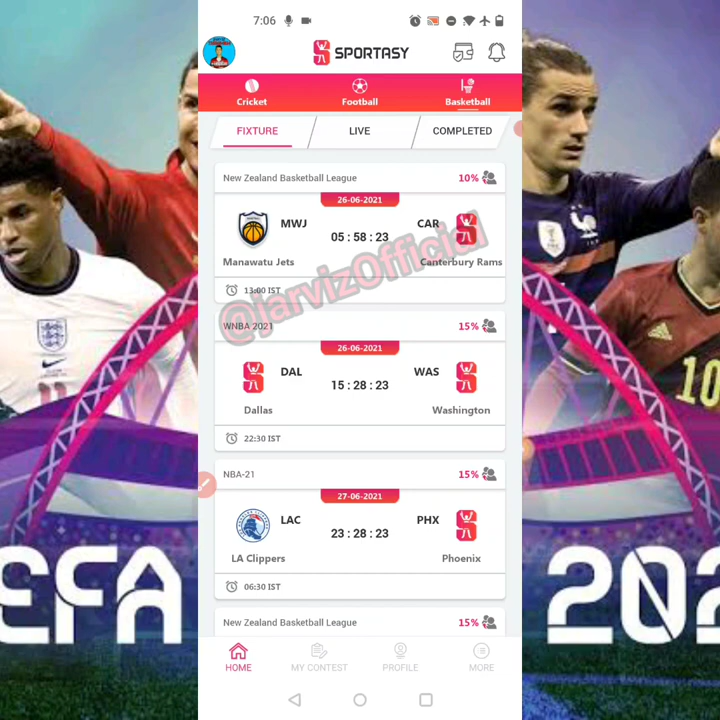 7:06
SPORTASY
Cricket
Football
Basketball
FIXTURE
LIVE
COMPLETED
New Zealand Basketball League
10%
26-06-2021
MWJ
05 : 58 : 23
CAR
Manawatu Jets
Canterbury Rams
13:00 IST
@jarvizOfficial
WNBA 2021
15%
26-06-2021
DAL
15 : 28 : 23
WAS
Dallas
Washington
22:30 IST
NBA-21
15%
27-06-2021
LAC
23 : 28 : 23
PHX
LA Clippers
Phoenix
06:30 IST
New Zealand Basketball League
15%
HOME
MY CONTEST
PROFILE
MORE
EFA
202
10